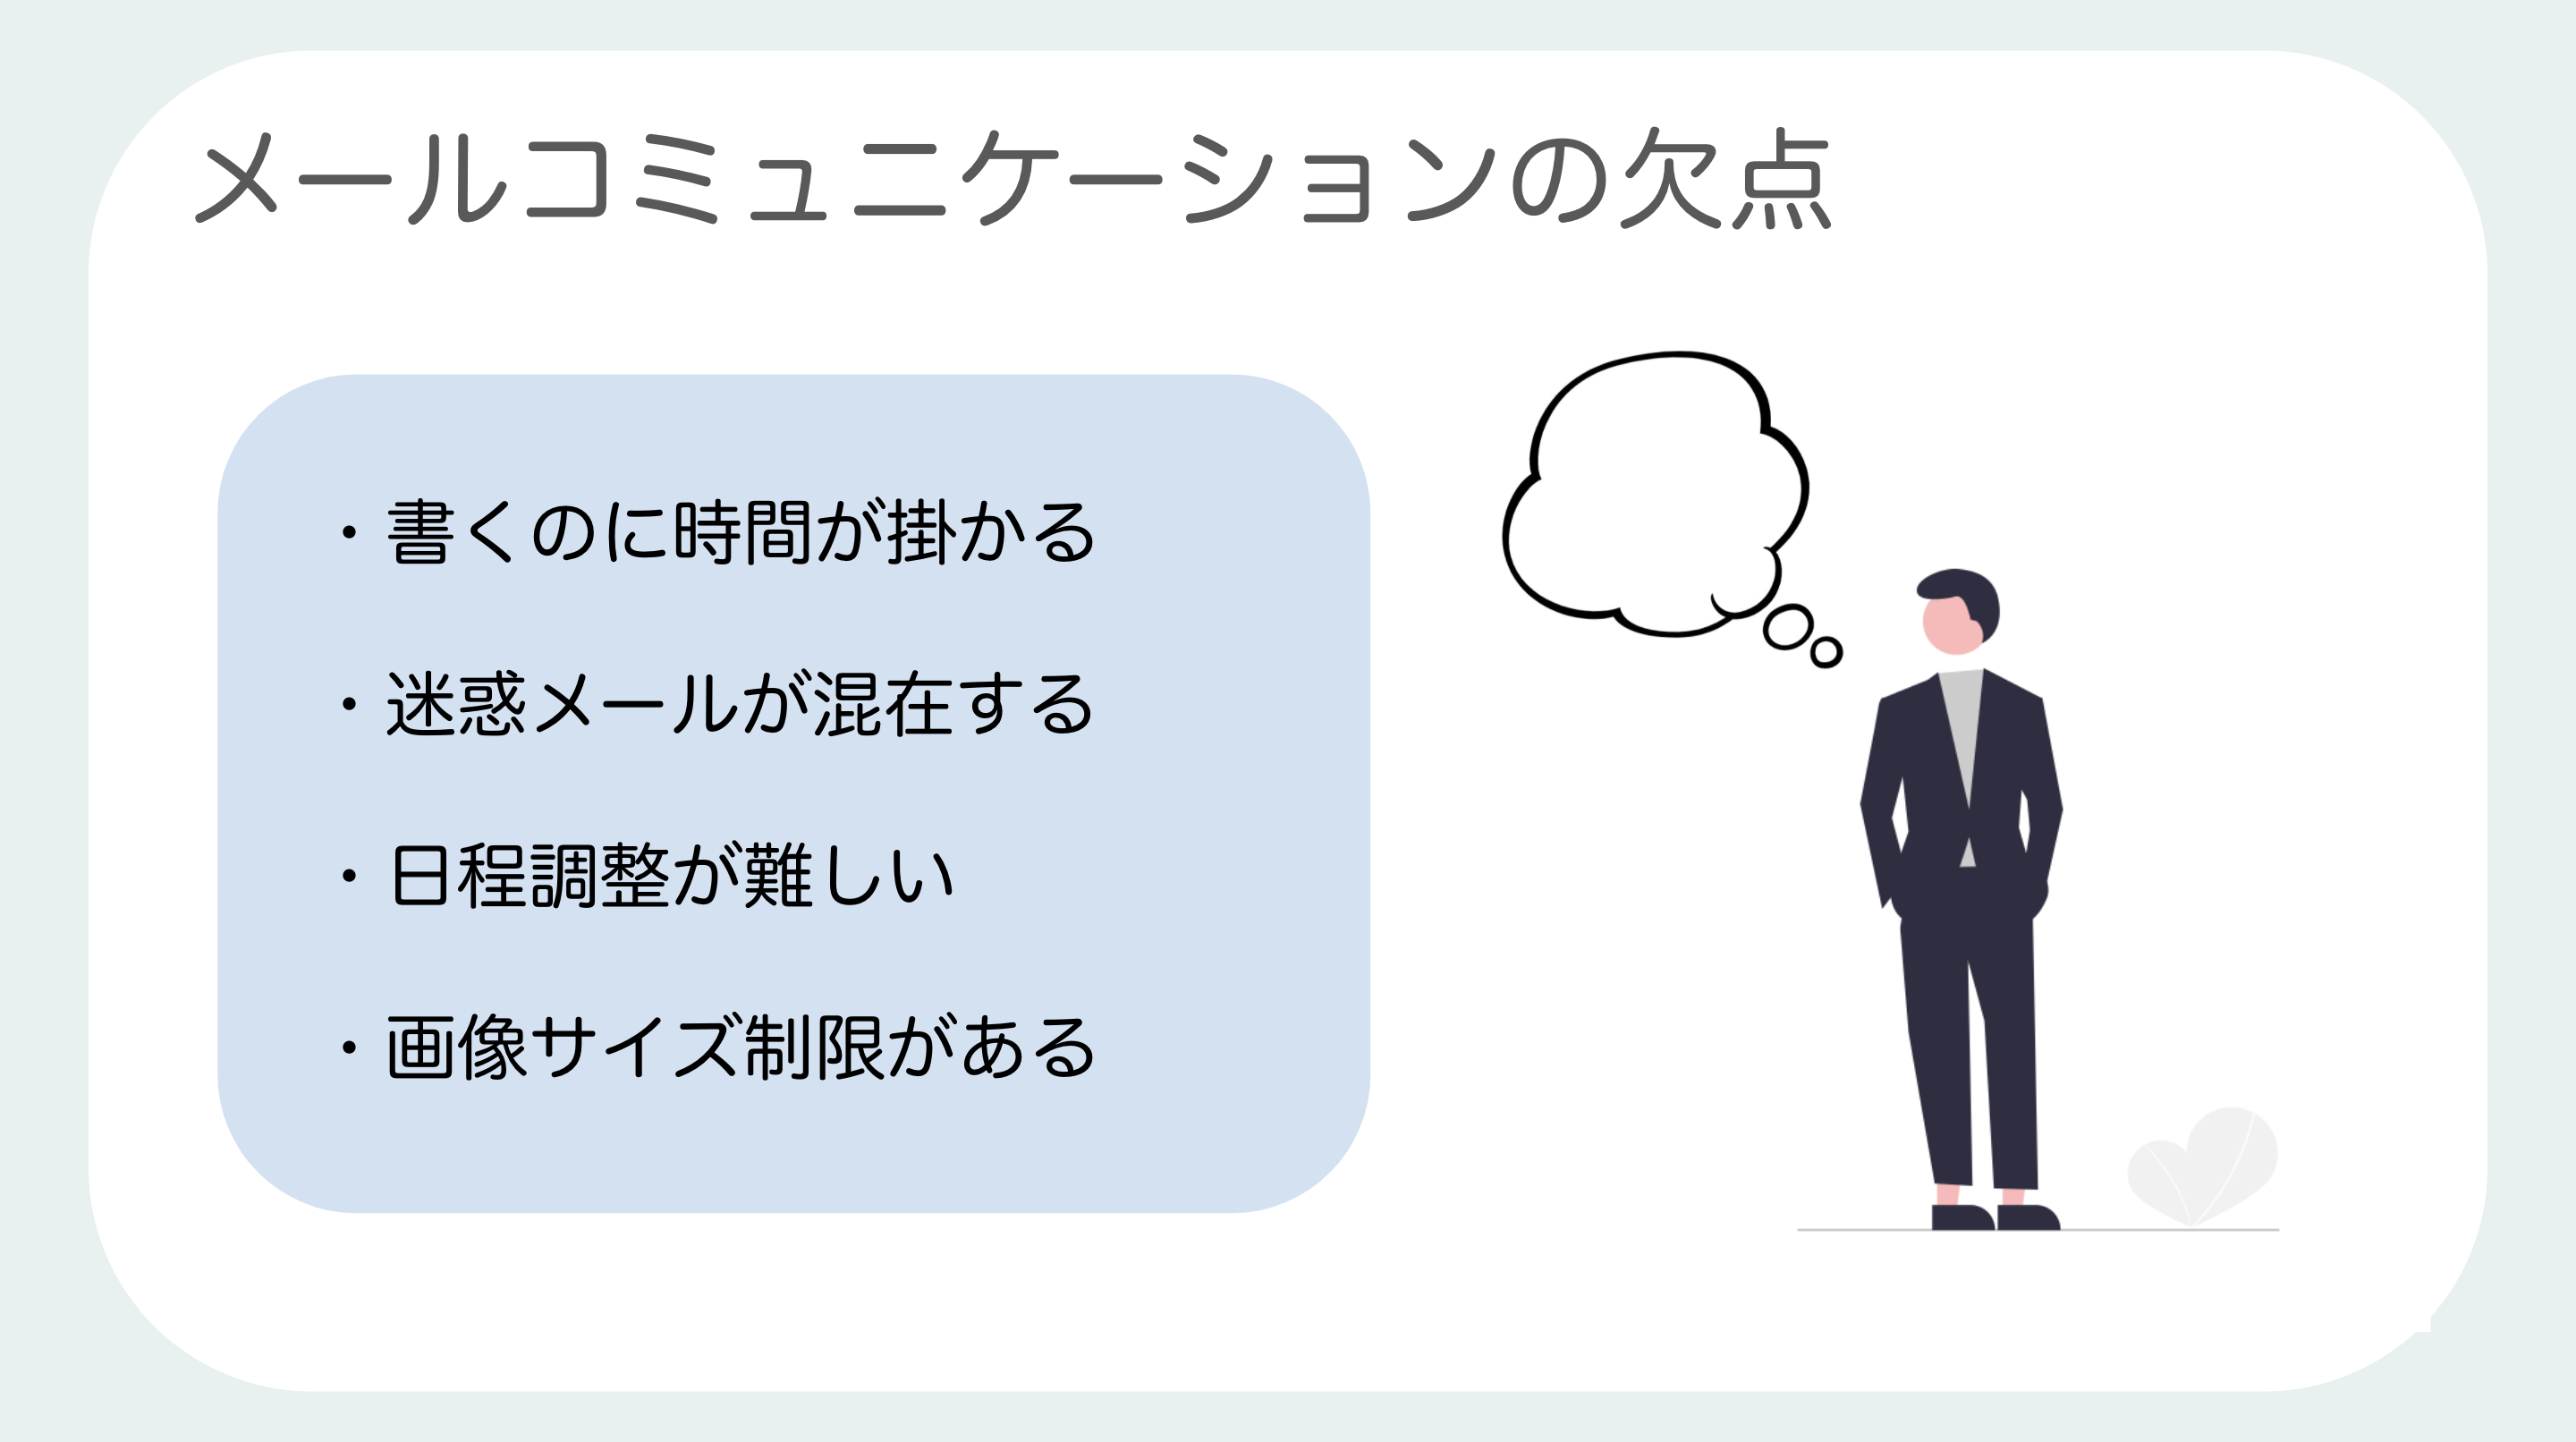 メールコミュニケーションの欠点
・書くのに時間が掛かる
・迷惑メールが混在する
・日程調整が難しい
・画像サイズ制限がある